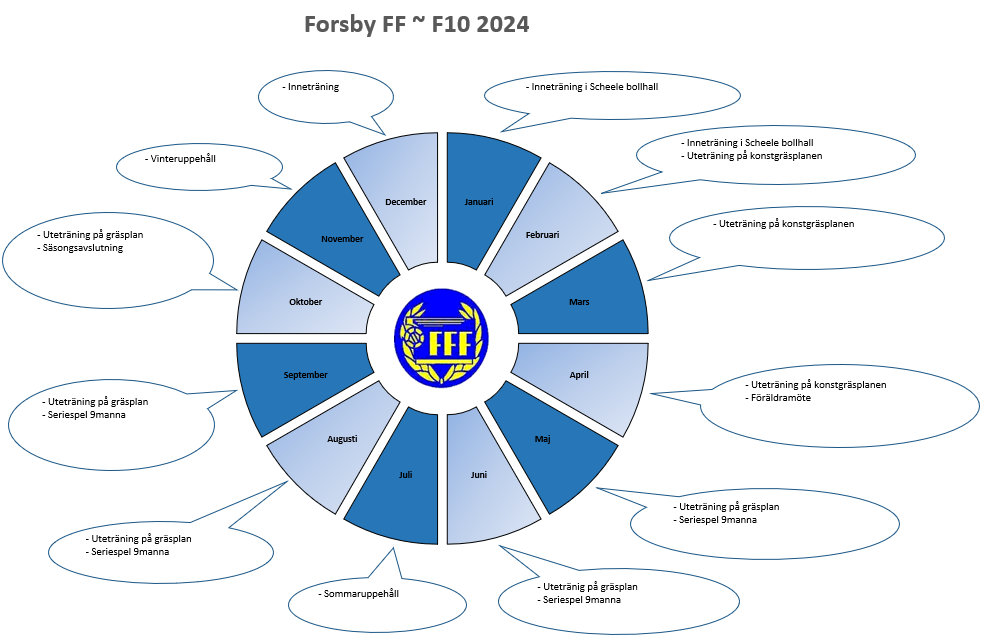 Forsby FF ~ F10 2024
- Inneträning i Scheele bollhall
- Inneträning i Scheele bollhall
- Uteträning på konstgräsplanen
- Uteträning på konstgräsplanen
- Uteträning på konstgräsplanen
- Föräldramöte
- Uteträning på gräsplan
- Seriespel 9manna
- Utetränig på gräsplan
- Seriespel 9manna
- Sommaruppehåll
- Uteträning på gräsplan
- Seriespel 9manna
- Uteträning på gräsplan
- Seriespel 9manna
- Uteträning på gräsplan
- Säsongsavslutning
- Vinteruppehåll
- Inneträning
Januari
Februari
Mars
April
Maj
Juni
Juli
Augusti
September
Oktober
November
December
FFF